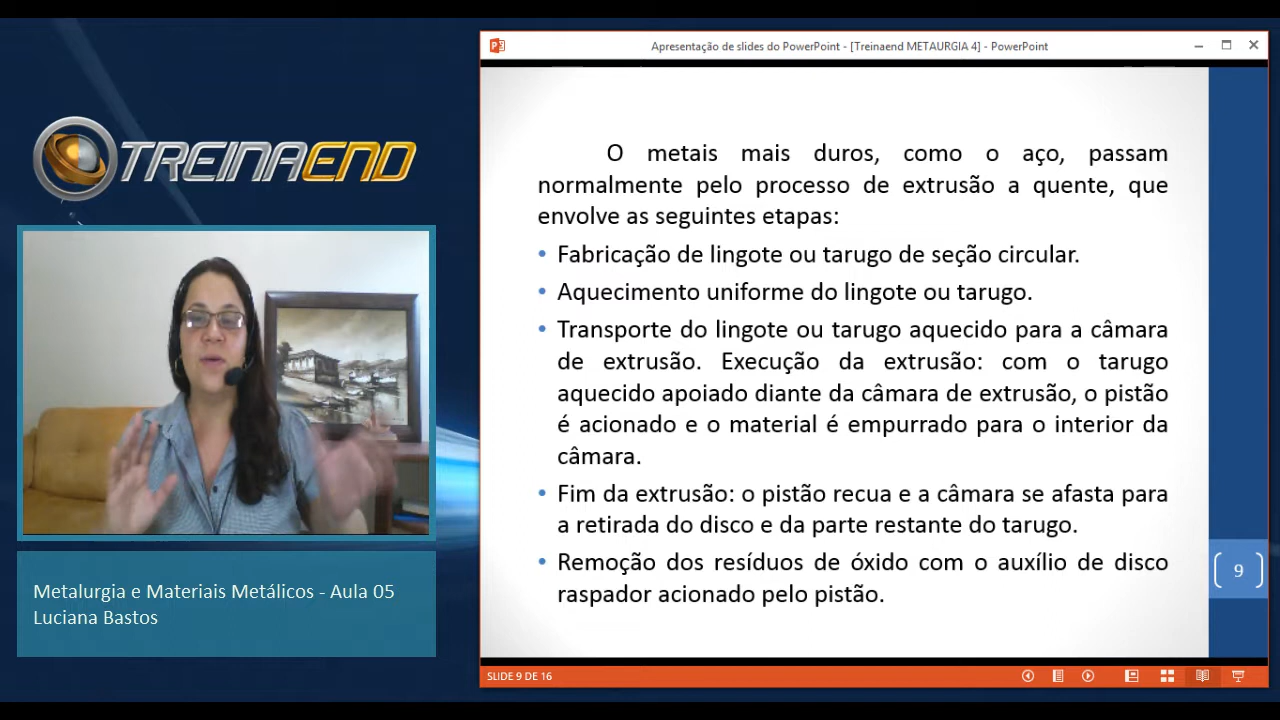 TREINAEND
Metalurgia e Materiais Metálicos - Aula 05
Luciana Bastos
Apresentação de slides do PowerPoint - [Treinaend METAURGIA 4] - PowerPoint
O metais mais duros, como o aço, passam
normalmente pelo processo de extrusão a quente, que
envolve as seguintes etapas:
• Fabricação de lingote ou tarugo de seção circular.
• Aquecimento uniforme do lingote ou tarugo.
• Transporte do lingote ou tarugo aquecido para a câmara
de extrusão. Execução da extrusão: com o tarugo
aquecido apoiado diante da câmara de extrusão, o pistão
é acionado e o material é empurrado para o interior da
câmara.
• Fim da extrusão: o pistão recua e a câmara se afasta para
a retirada do disco e da parte restante do tarugo.
• Remoção dos resíduos de óxido com o auxílio de disco
raspador acionado pelo pistão.
9
SLIDE 9 DE 16